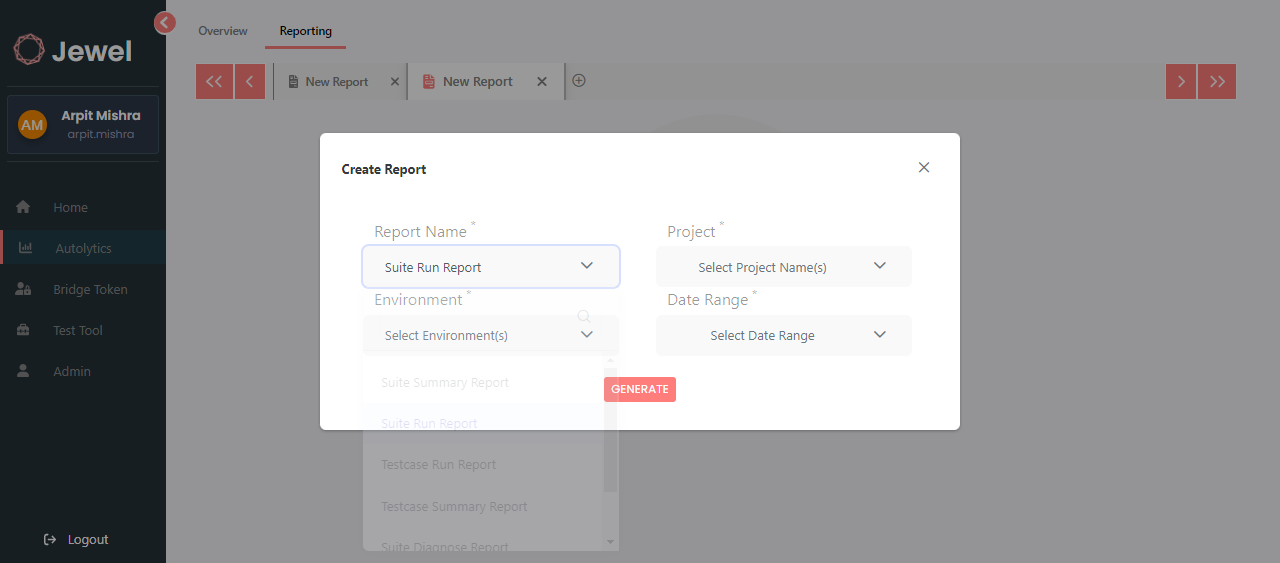 Jewel
AM
Arpit Mishra
arpit.mishra
Home
Autolytics
Bridge Token
Test Tool
Admin
Logout
Overview
Reporting
New Report
New Report
Create Report
Report Name *
Project *
Suite Run Report
Select Project Name(s)
Environment *
Date Range *
Select Environment(s)
Select Date Range
Suite Summary Report
GENERATE
Suite Run Report
Testcase Run Report
Testcase Summary Report
Suite Diagnose Report